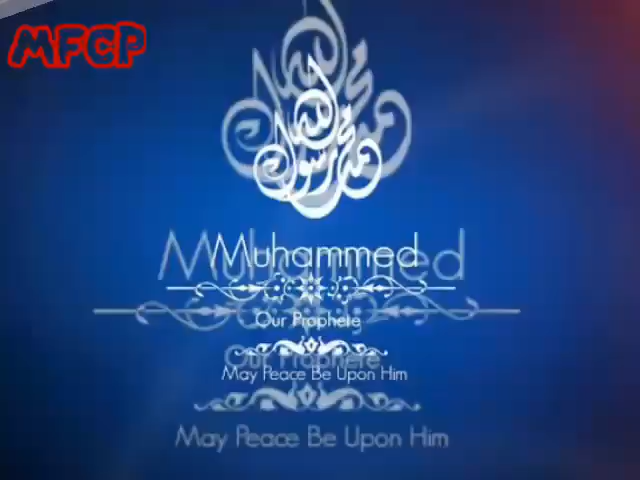 MFCP
محمد رسول الله
Muhammed
Our Prophete
May Peace Be Upon Him
Muhammed
Our Prophete
May Peace Be Upon Him